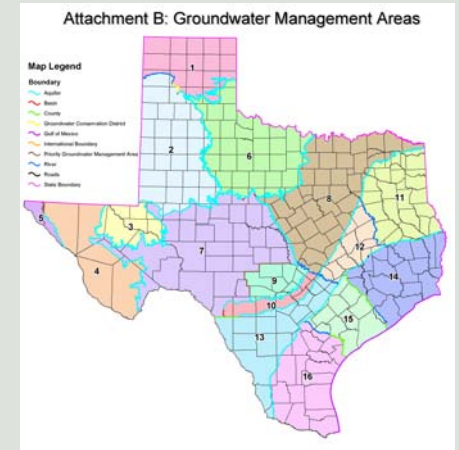 Attachment B: Groundwater Management Areas
Map Legend
Boundary
Aquifer
Basin
County
Groundwater Conservation District
Gulf of Mexico
International Boundary
Priority Groundwater Management Area
River
Roads
State Boundary
1
2
6
8
11
5
3
12
7
4
14
9
10
15
13
16